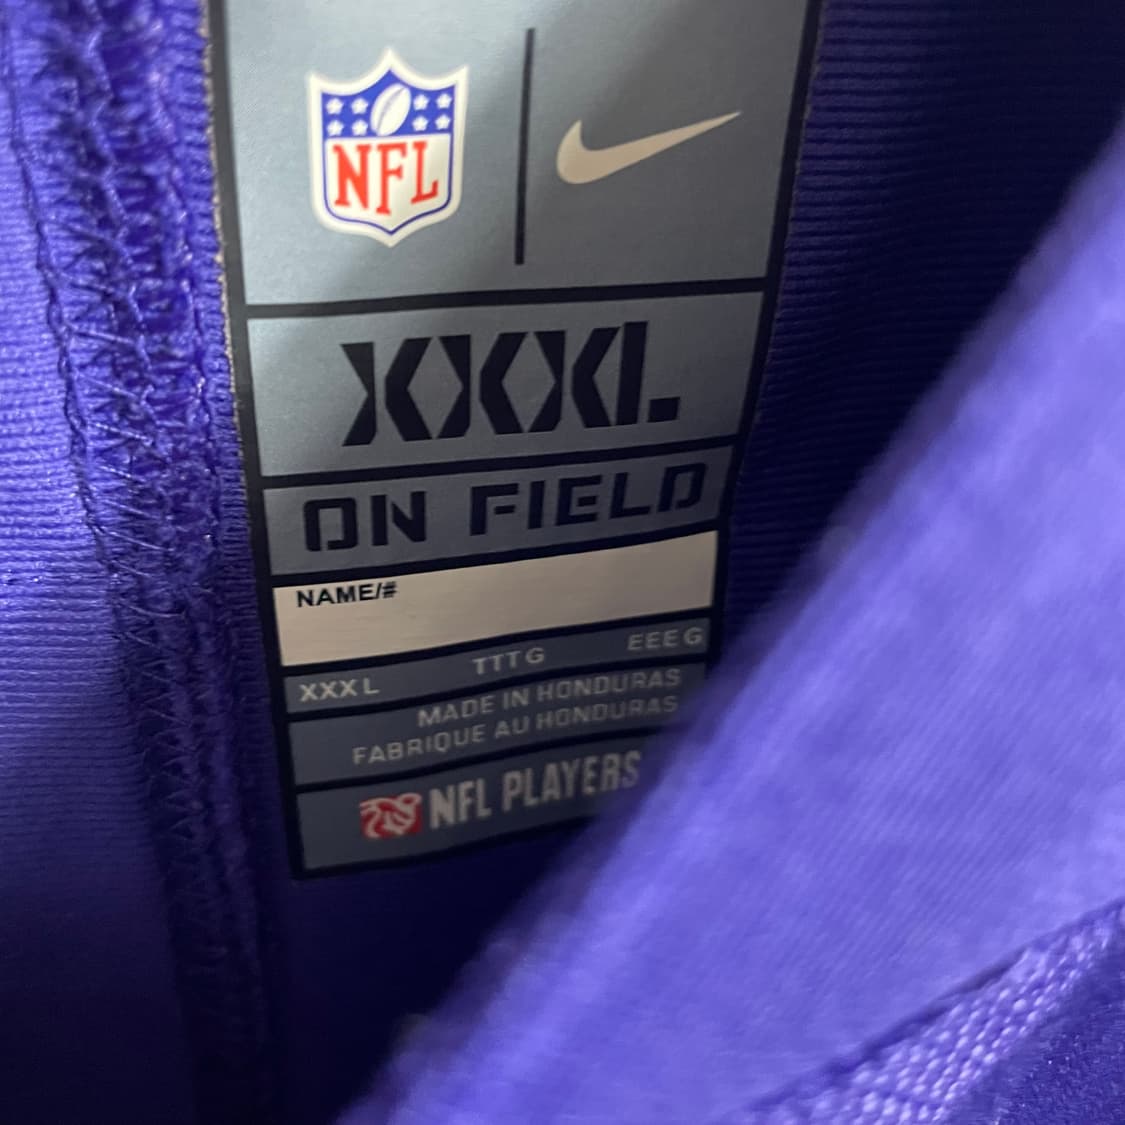 NFL
XXXL
ON FIELD
NAME/#
XXXL TTTG EEEG
MADE IN HONDURAS
FABRIQUE AU HONDURAS
NFL PLAYERS